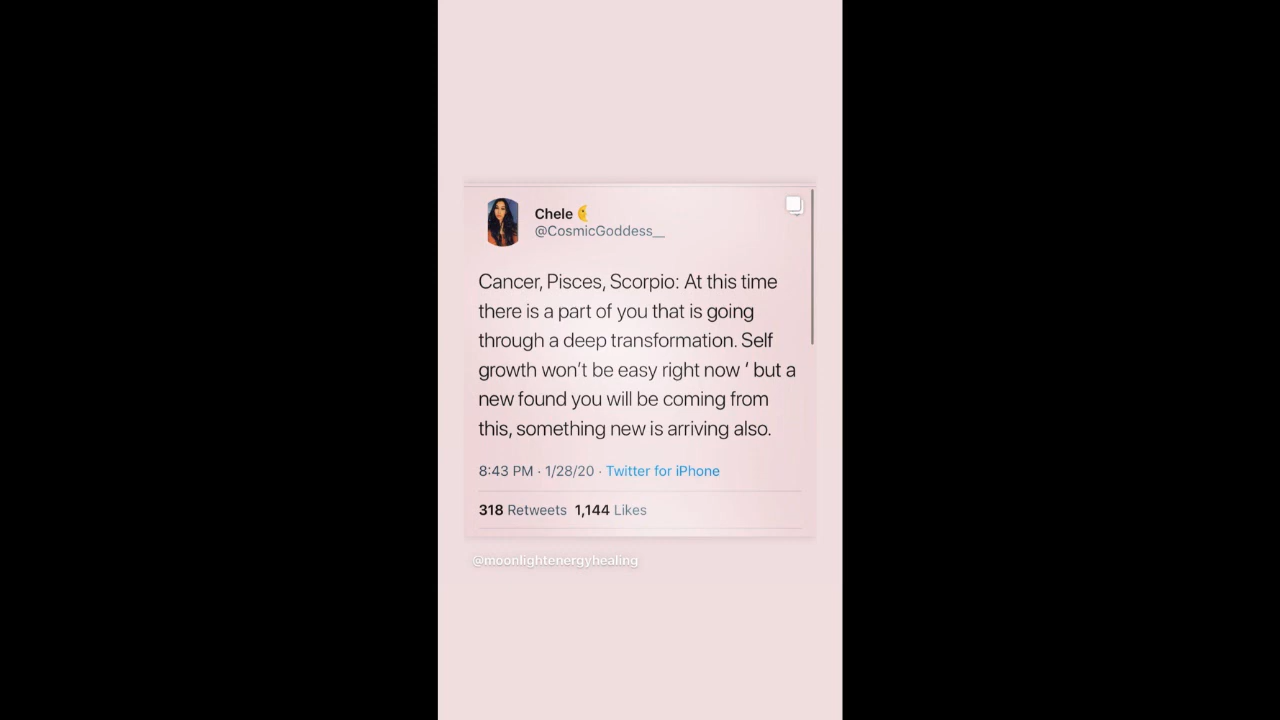 Chele 🌛
@CosmicGoddess__
Cancer, Pisces, Scorpio: At this time
there is a part of you that is going
through a deep transformation. Self
growth won’t be easy right now ‘ but a
new found you will be coming from
this, something new is arriving also.
8:43 PM · 1/28/20 · Twitter for iPhone
318 Retweets 1,144 Likes
@moonlightenergyhealing